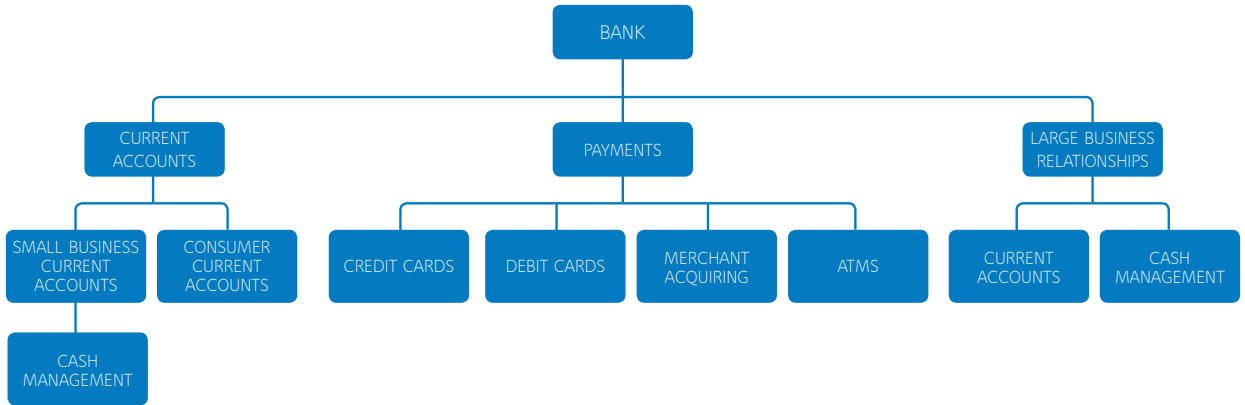 BANK
CURRENT
ACCOUNTS
PAYMENTS
LARGE BUSINESS
RELATIONSHIPS
SMALL BUSINESS
CURRENT
ACCOUNTS
CONSUMER
CURRENT
ACCOUNTS
CREDIT CARDS
DEBIT CARDS
MERCHANT
ACQUIRING
ATMS
CURRENT
ACCOUNTS
CASH
MANAGEMENT
CASH
MANAGEMENT